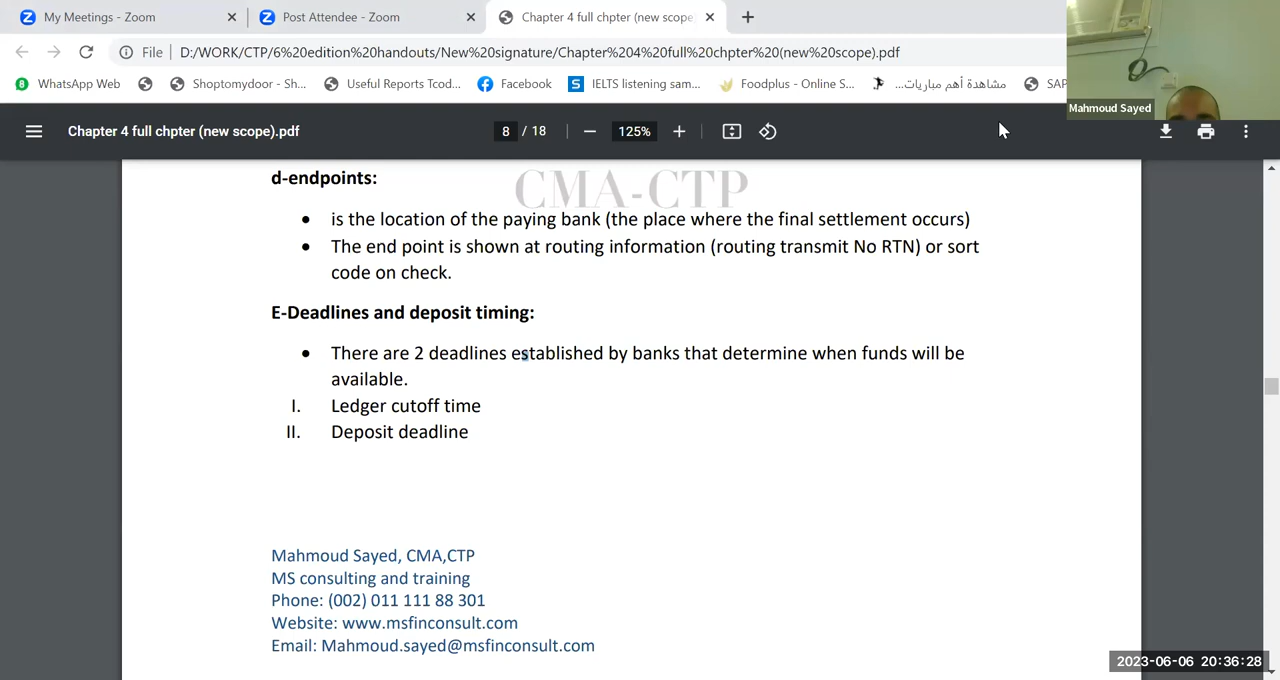 My Meetings - Zoom
Post Attendee - Zoom
Chapter 4 full chpter (new scope
File
D:/WORK/CTP/6%20edition%20handouts/New%20signature/Chapter%204%20full%20chpter%20(new%20scope).pdf
WhatsApp Web
Shoptomydoor - Sh...
Useful Reports Tcod...
Facebook
IELTS listening sam...
Foodplus - Online S...
مشاهدة أهم مباريات...
SAP
Mahmoud Sayed
Chapter 4 full chpter (new scope).pdf
8 / 18
125%
CMA-CTP
d-endpoints:
• is the location of the paying bank (the place where the final settlement occurs)
• The end point is shown at routing information (routing transmit No RTN) or sort
code on check.
E-Deadlines and deposit timing:
• There are 2 deadlines established by banks that determine when funds will be
available.
I. Ledger cutoff time
II. Deposit deadline
Mahmoud Sayed, CMA,CTP
MS consulting and training
Phone: (002) 011 111 88 301
Website: www.msfinconsult.com
Email: Mahmoud.sayed@msfinconsult.com
2023-06-06 20:36:28